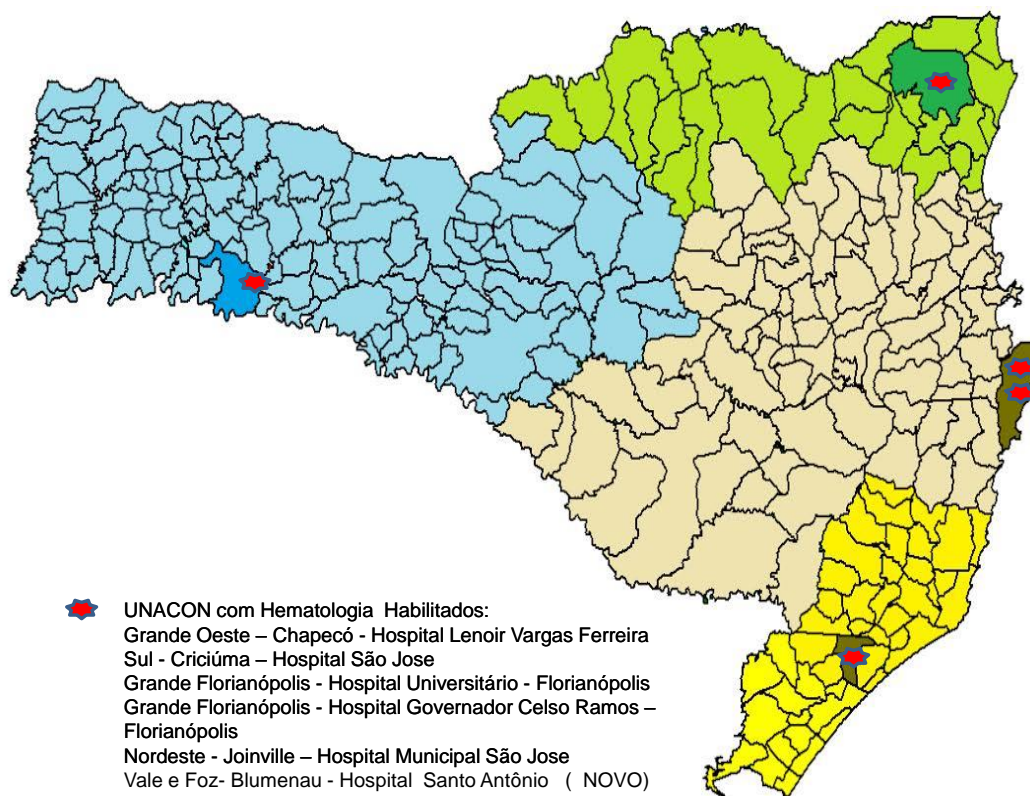 UNACON com Hematologia Habilitados:
Grande Oeste – Chapecó - Hospital Lenoir Vargas Ferreira
Sul - Criciúma – Hospital São Jose
Grande Florianópolis - Hospital Universitário - Florianópolis
Grande Florianópolis - Hospital Governador Celso Ramos –
Florianópolis
Nordeste - Joinville – Hospital Municipal São Jose
Vale e Foz- Blumenau - Hospital Santo Antônio ( NOVO)